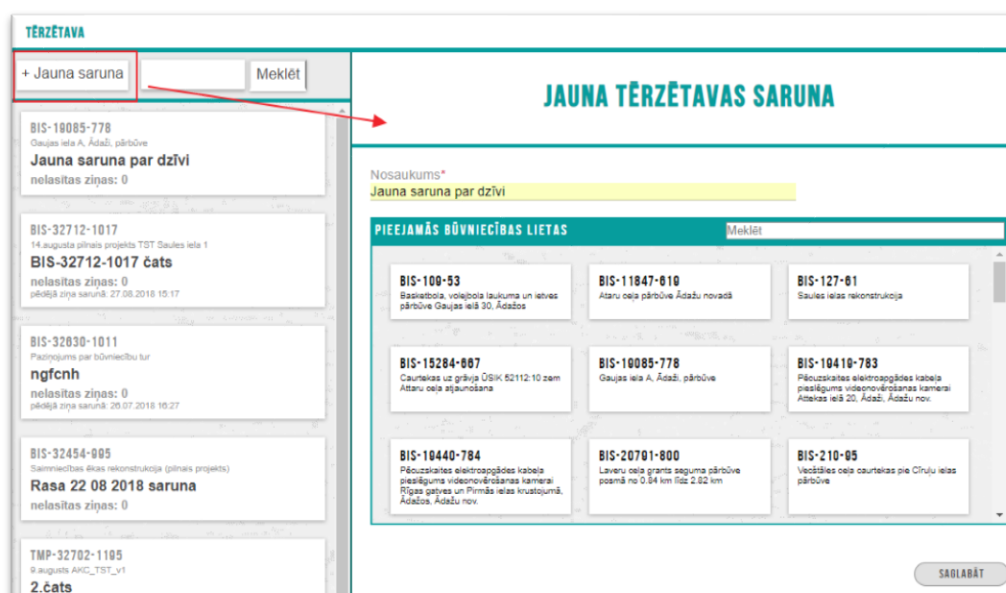 TĒRZĒTAVA
+ Jauna saruna
Meklēt
BIS-19085-778
Gaujas iela A, Ādaži, pārbūve
Jauna saruna par dzīvi
nelasītas ziņas: 0
BIS-32712-1017
14.augusta pilnais projekts TST Saules iela 1
BIS-32712-1017 čats
nelasītas ziņas: 0
pēdējā ziņa sarunā: 27.08.2018 15:17
BIS-32630-1011
Paziņojums par būvniecību tur
ngfcnh
nelasītas ziņas: 0
pēdējā ziņa sarunā: 26.07.2018 16:27
BIS-32454-995
Saimniecības ēkas rekonstrukcija (pilnais projekts)
Rasa 22 08 2018 saruna
nelasītas ziņas: 0
TMP-32702-1195
9.augusts AKC_TST_v1
2.čats
JAUNA TĒRZĒTAVAS SARUNA
Nosaukums*
Jauna saruna par dzīvi
PIEEJAMĀS BŪVNIECĪBAS LIETAS
Meklēt
BIS-109-53
Basketbola, volejbola laukuma un ietves
pārbūve Gaujas ielā 30, Ādažos
BIS-11847-619
Ataru ceļa pārbūve Ādažu novadā
BIS-127-61
Saules ielas rekonstrukcija
BIS-15284-667
Caurtekas uz grāvja ŪSIK 52112:10 zem
Attaru ceļa atjaunošana
BIS-19085-778
Gaujas iela A, Ādaži, pārbūve
BIS-19419-783
Pēcuzskaites elektroapgādes kabeļa
pieslēgums videonovērošanas kamerai
Attekas ielā 20, Ādaži, Ādažu nov.
BIS-19440-784
Pēcuzskaites elektroapgādes kabeļa
pieslēgums videonovērošanas kamerai
Rīgas gatves un Pirmās ielas krustojumā,
Ādažos, Ādažu nov.
BIS-20791-800
Laveru ceļa grants seguma pārbūve
posmā no 0.84 km līdz 2.82 km
BIS-210-95
Vecštāles ceļa caurtekas pie Cīruļu ielas
pārbūve
SAGLABĀT